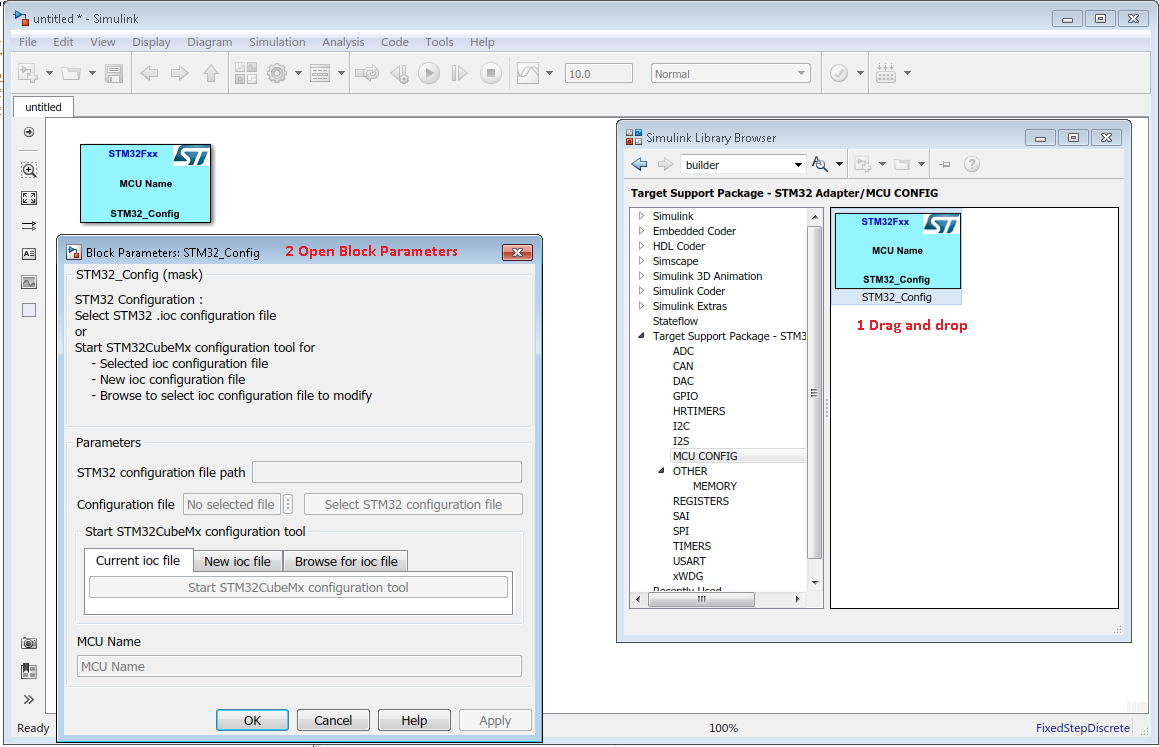 untitled * - Simulink
File Edit View Display Diagram Simulation Analysis Code Tools Help
10.0 Normal
untitled
STM32Fxx ST
MCU Name
STM32_Config
Block Parameters: STM32_Config 2 Open Block Parameters
STM32_Config (mask)
STM32 Configuration :
Select STM32 .ioc configuration file
or
Start STM32CubeMx configuration tool for
- Selected ioc configuration file
- New ioc configuration file
- Browse to select ioc configuration file to modify
Parameters
STM32 configuration file path
Configuration file No selected file Select STM32 configuration file
Start STM32CubeMx configuration tool
Current ioc file New ioc file Browse for ioc file
Start STM32CubeMx configuration tool
MCU Name
MCU Name
OK Cancel Help Apply
Simulink Library Browser
builder
Target Support Package - STM32 Adapter/MCU CONFIG
Simulink
Embedded Coder
HDL Coder
Simscape
Simulink 3D Animation
Simulink Coder
Simulink Extras
Stateflow
Target Support Package - STM3
ADC
CAN
DAC
GPIO
HRTIMERS
I2C
I2S
MCU CONFIG
OTHER
MEMORY
REGISTERS
SAI
SPI
TIMERS
USART
xWDG
Recently Used
STM32Fxx ST
MCU Name
STM32_Config
STM32_Config
1 Drag and drop
Ready 100% FixedStepDiscrete